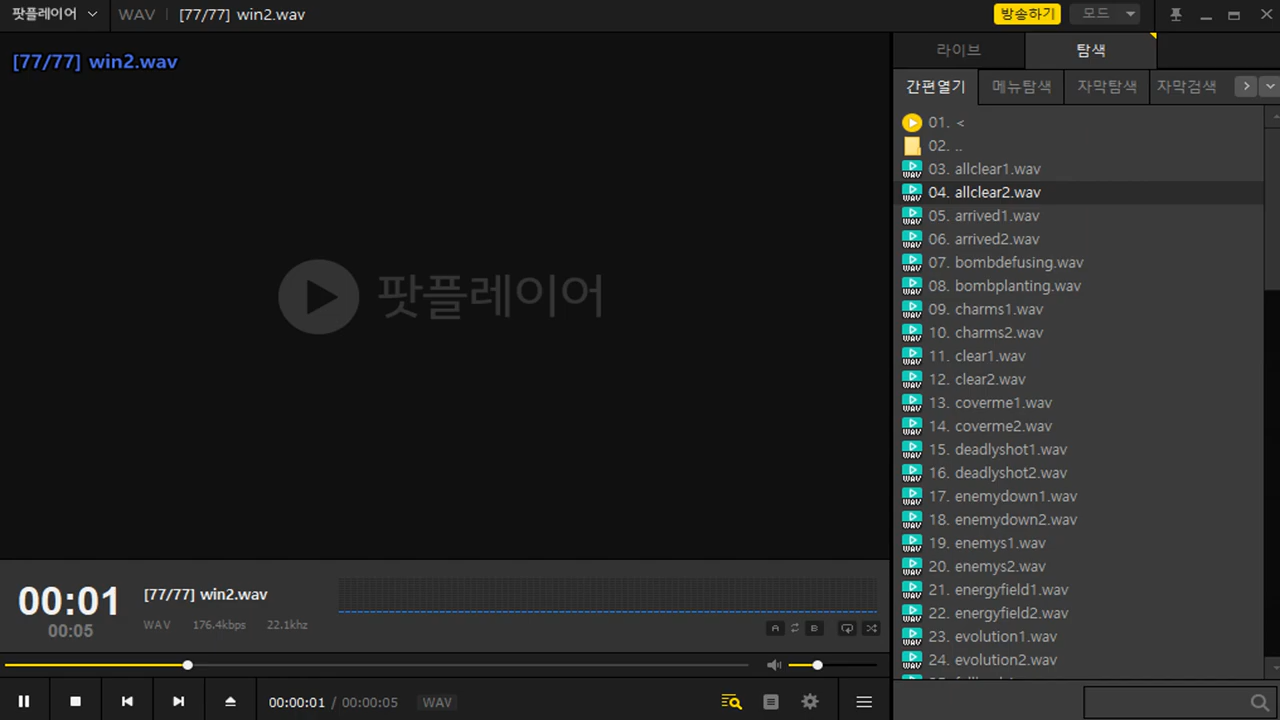 팟플레이어 WAV [77/77] win2.wav 방송하기 모드
[77/77] win2.wav
팟플레이어
라이브 탐색
간편열기 메뉴탐색 자막탐색 자막검색
01. <
02. ..
03. allclear1.wav
04. allclear2.wav
05. arrived1.wav
06. arrived2.wav
07. bombdefusing.wav
08. bombplanting.wav
09. charms1.wav
10. charms2.wav
11. clear1.wav
12. clear2.wav
13. coverme1.wav
14. coverme2.wav
15. deadlyshot1.wav
16. deadlyshot2.wav
17. enemydown1.wav
18. enemydown2.wav
19. enemys1.wav
20. enemys2.wav
21. energyfield1.wav
22. energyfield2.wav
23. evolution1.wav
24. evolution2.wav
00:01 [77/77] win2.wav
00:05 WAV 176.4kbps 22.1khz A B
00:00:01 / 00:00:05 WAV